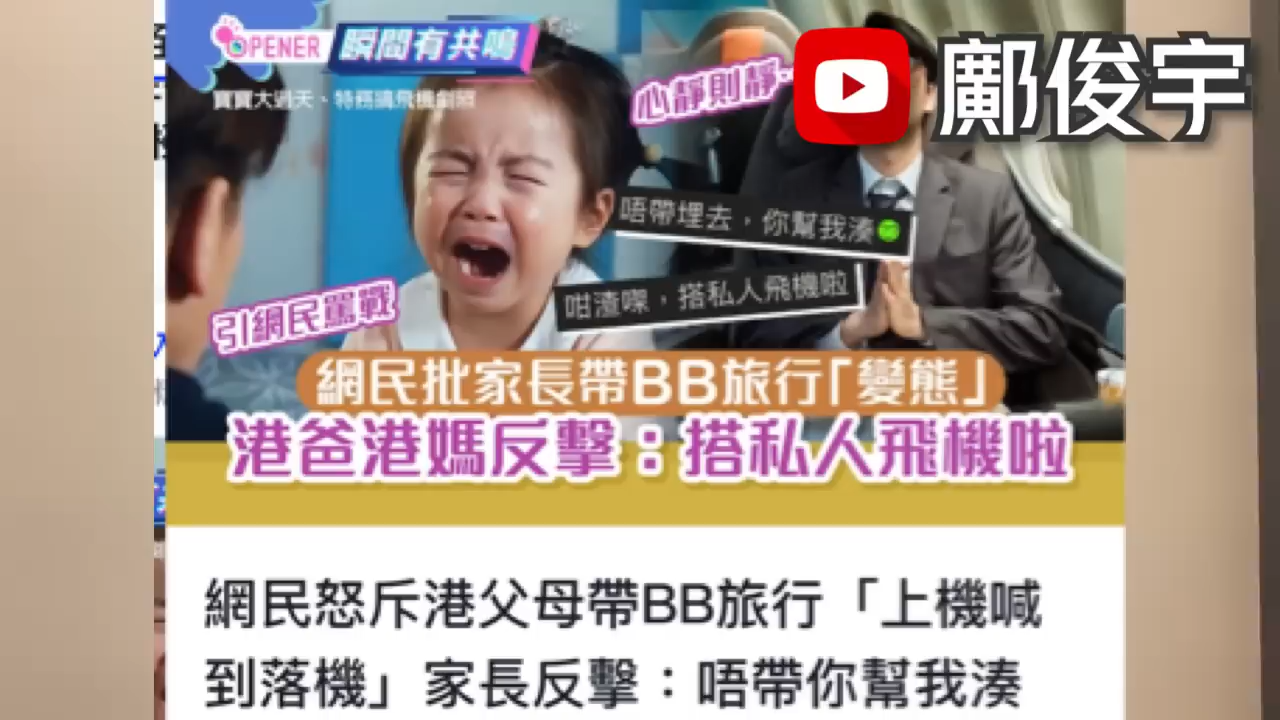 OPENER 瞬間有共鳴
寶寶大過天、特務講飛機劇照
心靜則靜
鄺俊宇
唔帶埋去，你幫我湊
咁渣㗎，搭私人飛機啦
引網民罵戰
網民批家長帶BB旅行「變態」
港爸港媽反擊：搭私人飛機啦
網民怒斥港父母帶BB旅行「上機喊
到落機」家長反擊：唔帶你幫我湊